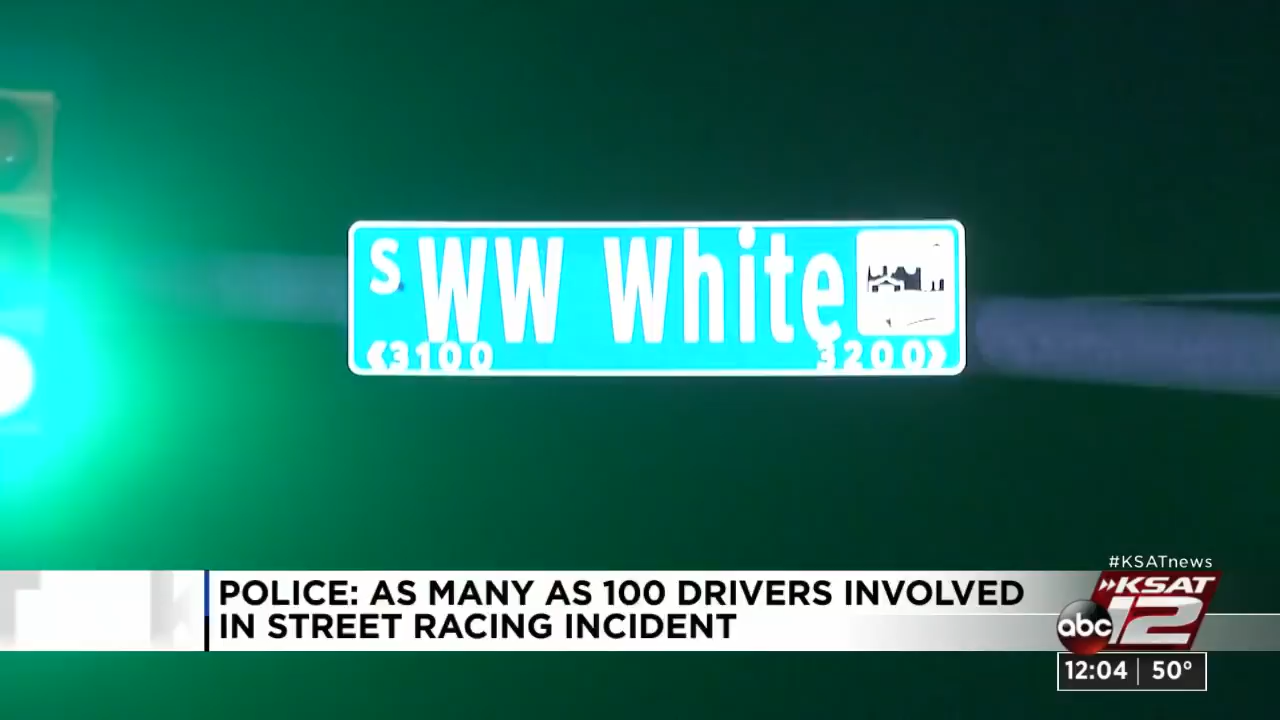 S. WW White
3100
3200
#KSATnews
POLICE: AS MANY AS 100 DRIVERS INVOLVED
IN STREET RACING INCIDENT
KSAT
abc 12
12:04 50°